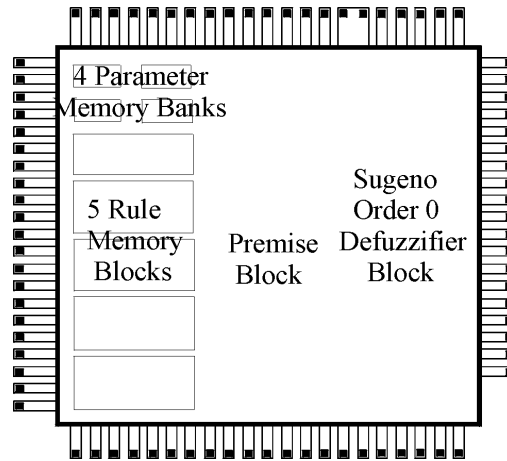 4 Parameter
Memory Banks
5 Rule
Memory
Blocks
Premise
Block
Sugeno
Order 0
Defuzzifier
Block